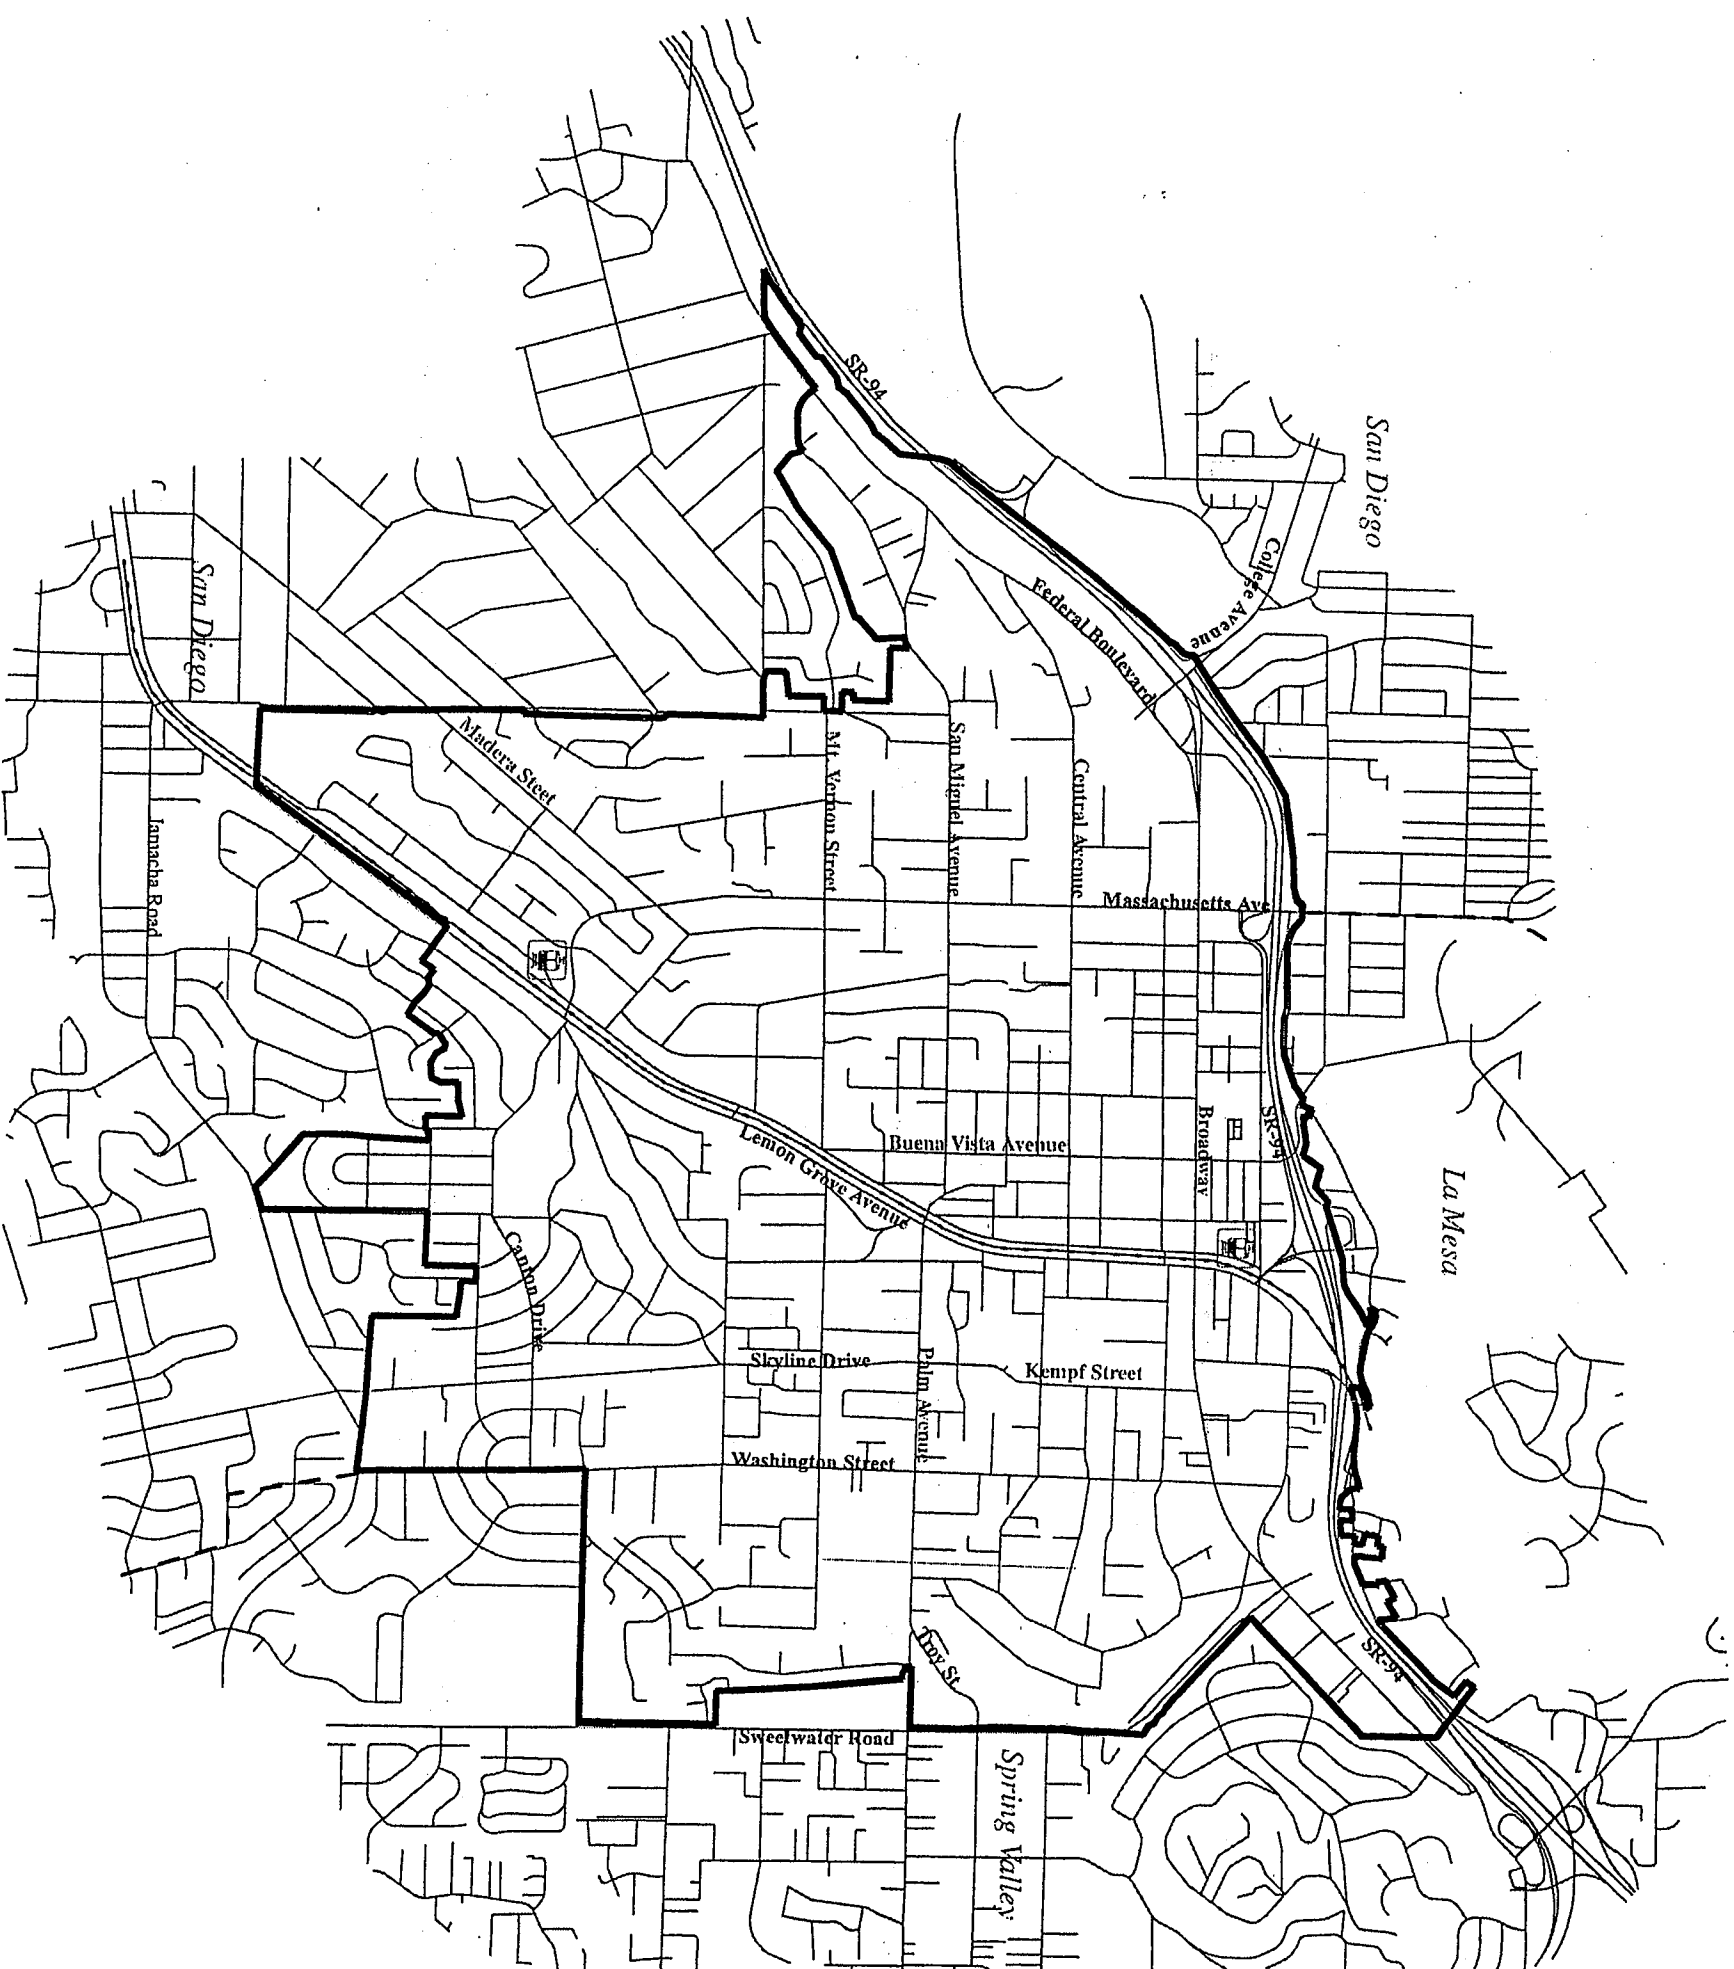 SR-94
San Diego
College Avenue
Federal Boulevard
San Diego
Madera Steet
Mt. Vernon Street
San Miguel Avenue
Central Avenue
Jamacha Road
Massachusetts Ave
Lemon Grove Avenue
Buena Vista Avenue
Broadway
SR-94
La Mesa
Canton Drive
Skyline Drive
Palm Avenue
Kempf Street
Washington Street
Troy St.
SR-94
Sweetwater Road
Spring Valley